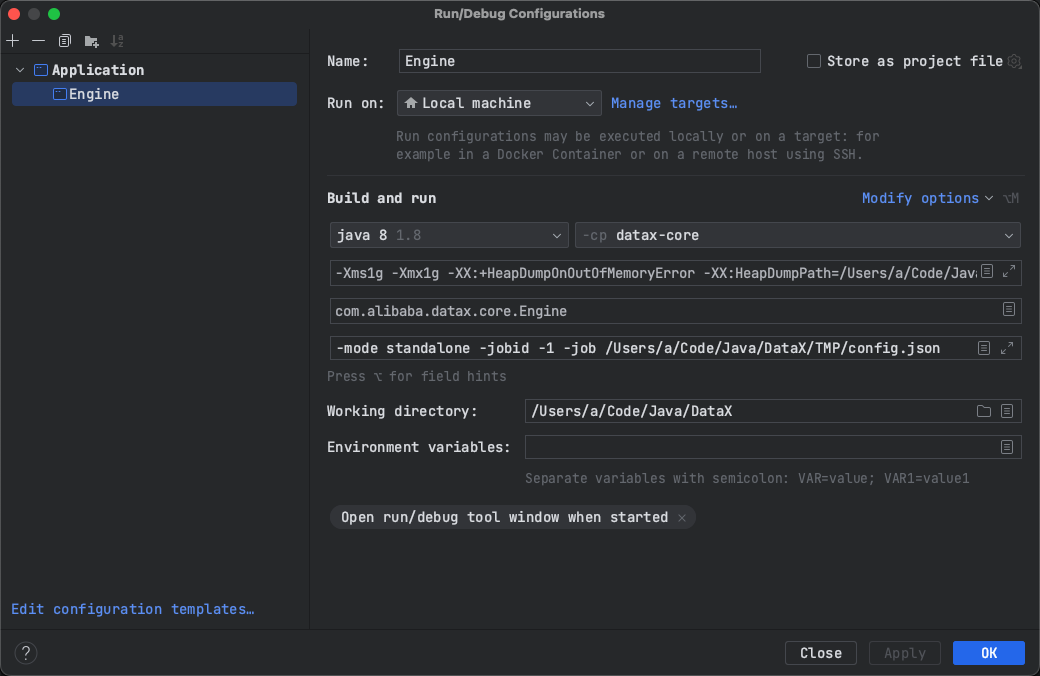 Run/Debug Configurations
Application
Engine
Name: Engine
Store as project file
Run on: Local machine Manage targets…
Run configurations may be executed locally or on a target: for
example in a Docker Container or on a remote host using SSH.
Build and run Modify options ⌥M
java 8 1.8 -cp datax-core
-Xms1g -Xmx1g -XX:+HeapDumpOnOutOfMemoryError -XX:HeapDumpPath=/Users/a/Code/Jav
com.alibaba.datax.core.Engine
-mode standalone -jobid -1 -job /Users/a/Code/Java/DataX/TMP/config.json
Press ⌥ for field hints
Working directory: /Users/a/Code/Java/DataX
Environment variables:
Separate variables with semicolon: VAR=value; VAR1=value1
Open run/debug tool window when started ×
Edit configuration templates…
?
Close Apply OK